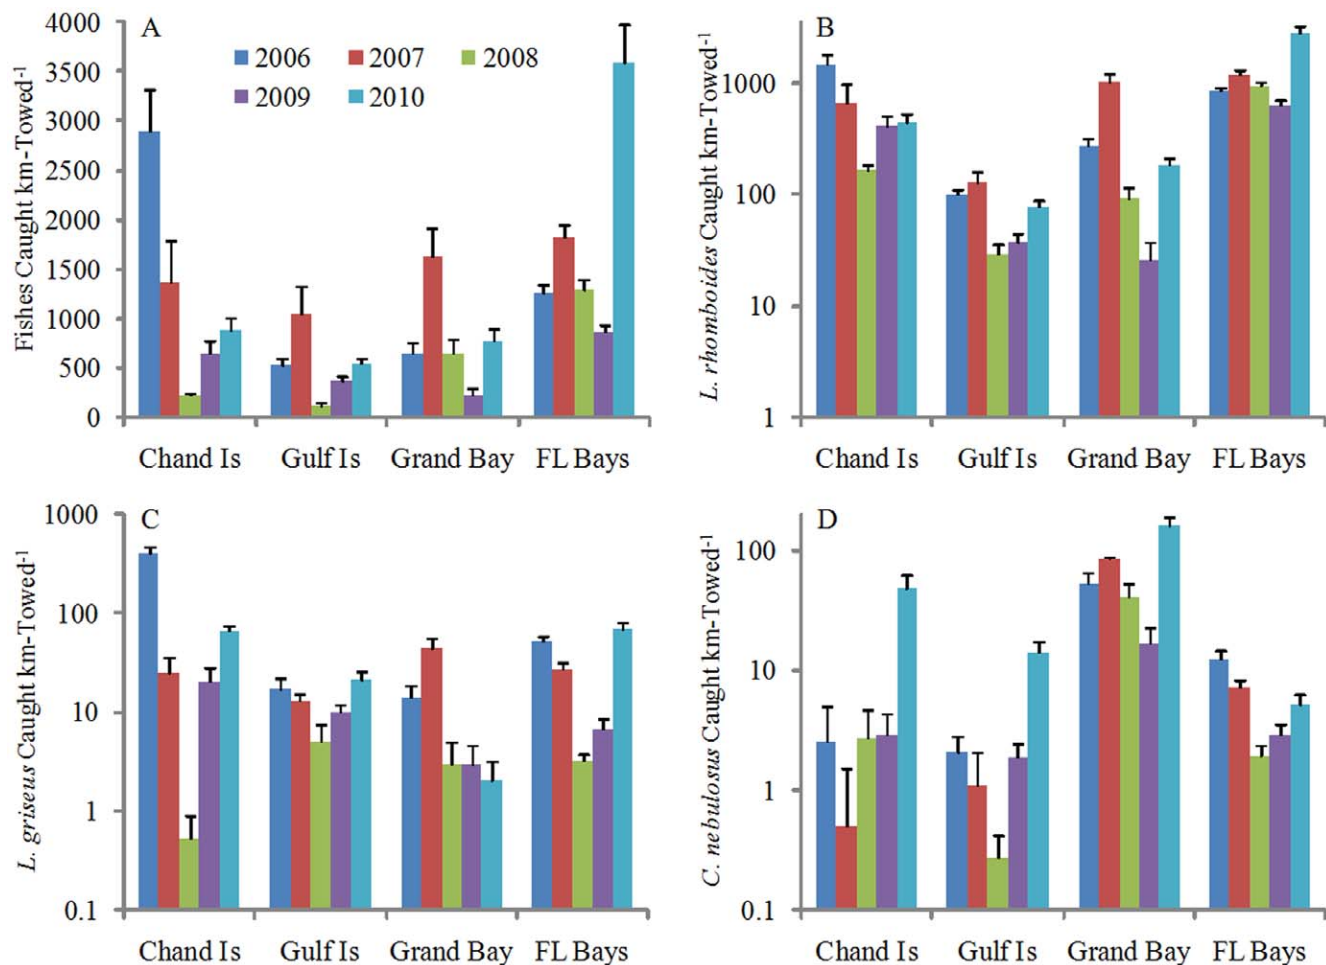 A
Fishes Caught km-Towed-1
4000
3500
3000
2500
2000
1500
1000
500
0
2006 2007 2008
2009 2010
Chand Is Gulf Is Grand Bay FL Bays
B
L. rhomboides Caught km-Towed-1
1000
100
10
1
Chand Is Gulf Is Grand Bay FL Bays
C
L. griseus Caught km-Towed-1
1000
100
10
1
0.1
Chand Is Gulf Is Grand Bay FL Bays
D
C. nebulosus Caught km-Towed-1
100
10
1
0.1
Chand Is Gulf Is Grand Bay FL Bays